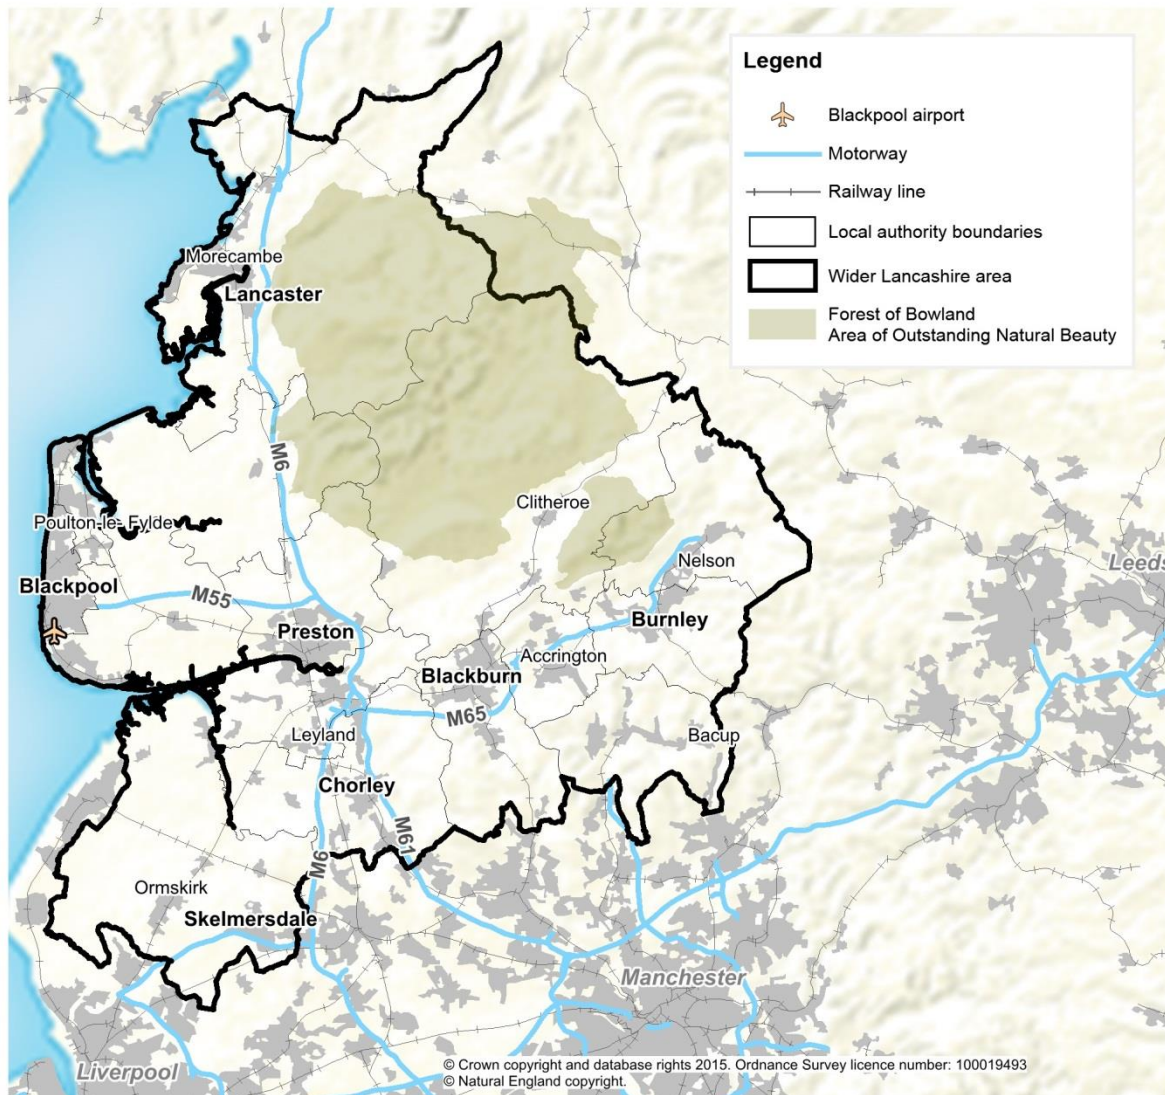 Legend
Blackpool airport
Motorway
Railway line
Local authority boundaries
Wider Lancashire area
Forest of Bowland
Area of Outstanding Natural Beauty
Morecambe
Lancaster
M6
Clitheroe
Poulton-le- Fylde
Nelson
Leeds
Blackpool
M55
Preston
Burnley
Accrington
Blackburn
M65
Leyland
Bacup
Chorley
M61
M6
Ormskirk
Skelmersdale
Manchester
Liverpool
© Crown copyright and database rights 2015. Ordnance Survey licence number: 100019493
© Natural England copyright.